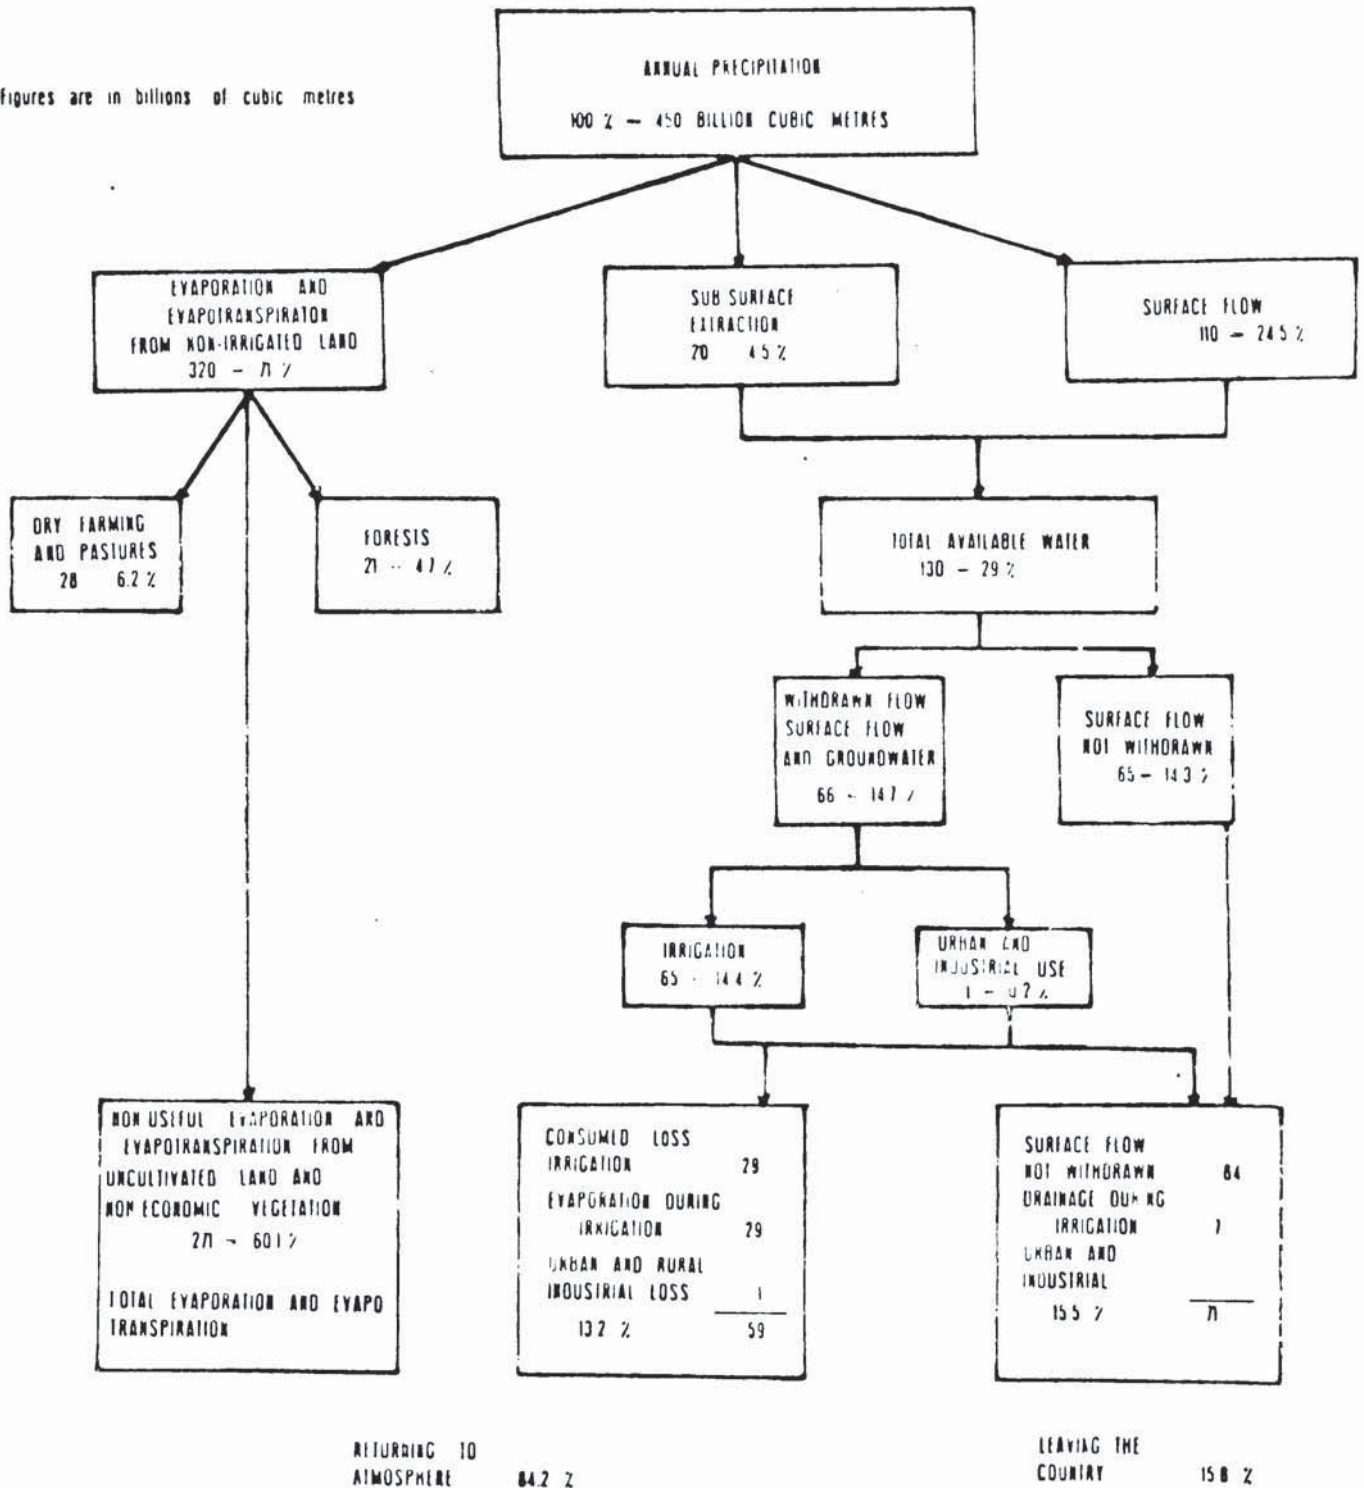 Figures are in billions of cubic metres
ANNUAL PRECIPITATION
100 % — 450 BILLION CUBIC METRES
EVAPORATION AND
EVAPOTRANSPIRATON
FROM NON-IRRIGATED LAND
320 - 71 %
SUB SURFACE
EXTRACTION
20 4.5 %
SURFACE FLOW
110 - 24.5 %
DRY FARMING
AND PASTURES
28 6.2 %
FORESTS
21 - 4.7 %
TOTAL AVAILABLE WATER
130 - 29 %
WITHDRAWN FLOW
SURFACE FLOW
AND GROUNDWATER
66 - 14.7 %
SURFACE FLOW
NOT WITHDRAWN
65 - 14.3 %
IRRIGATION
65 - 14.4 %
URBAN AND
INDUSTRIAL USE
1 - 0.2 %
NON USEFUL EVAPORATION AND
EVAPOTRANSPIRATION FROM
UNCULTIVATED LAND AND
NON ECONOMIC VEGETATION
271 - 60.1 %
TOTAL EVAPORATION AND EVAPO
TRANSPIRATION
CONSUMED LOSS
IRRIGATION 29
EVAPORATION DURING
IRRIGATION 29
URBAN AND RURAL
INDUSTRIAL LOSS 1
13.2 % 59
SURFACE FLOW
NOT WITHDRAWN 64
DRAINAGE DURING
IRRIGATION 7
URBAN AND
INDUSTRIAL
15.5 % 71
RETURNING TO
ATMOSPHERE 84.2 %
LEAVING THE
COUNTRY 15.8 %